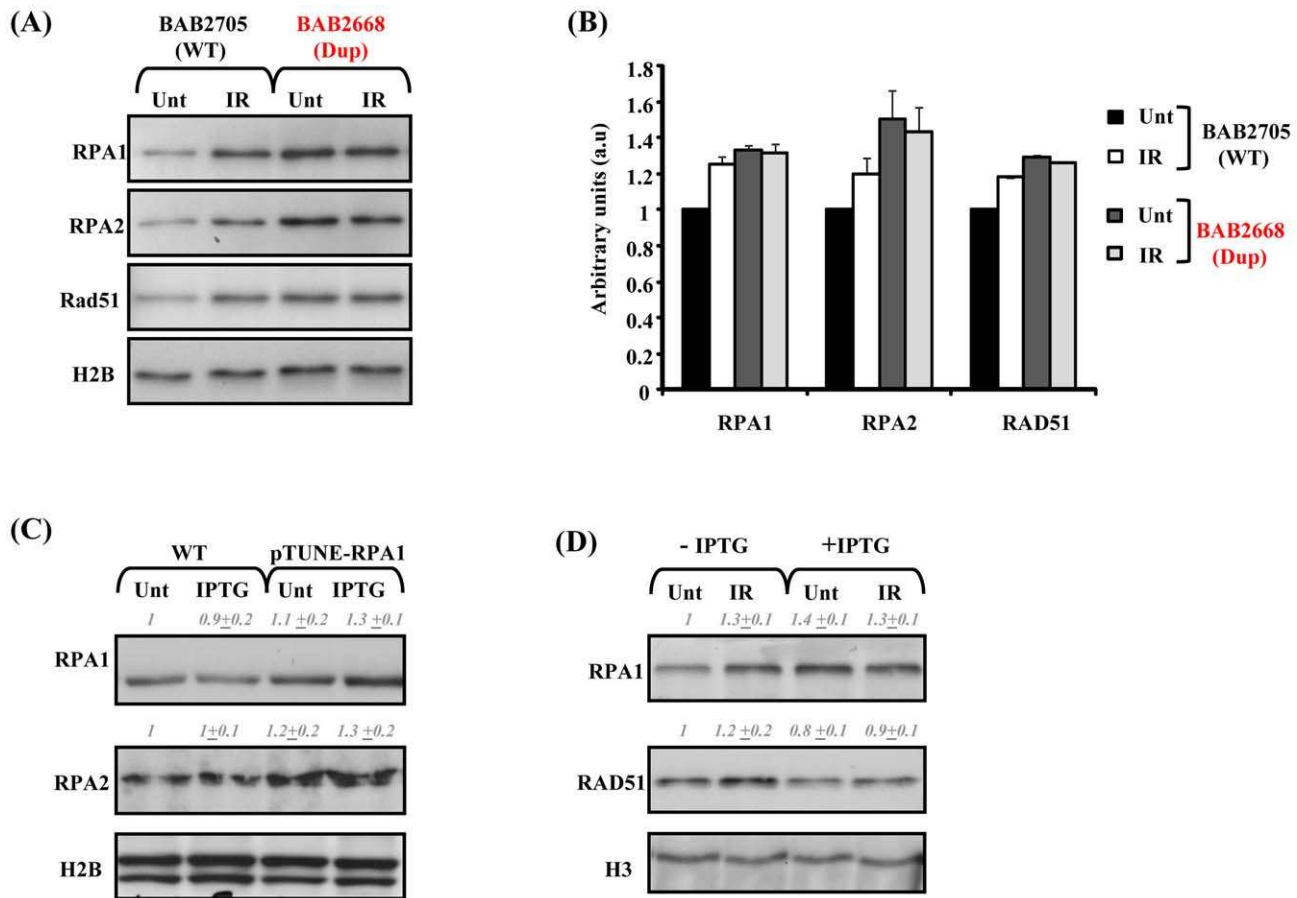 (A)
BAB2705
(WT)
BAB2668
(Dup)
Unt IR Unt IR
RPA1
RPA2
Rad51
H2B
(B)
Arbitrary units (a.u)
1.8
1.6
1.4
1.2
1
0.8
0.6
0.4
0.2
0
RPA1 RPA2 RAD51
Unt
IR
BAB2705
(WT)
Unt
IR
BAB2668
(Dup)
(C)
WT pTUNE-RPA1
Unt IPTG Unt IPTG
1 0.9±0.2 1.1 ±0.2 1.3 ±0.1
RPA1
1 1±0.1 1.2±0.2 1.3 ±0.2
RPA2
H2B
(D)
- IPTG +IPTG
Unt IR Unt IR
1 1.3±0.1 1.4±0.1 1.3±0.1
RPA1
1 1.2 ±0.2 0.8 ±0.1 0.9±0.1
RAD51
H3